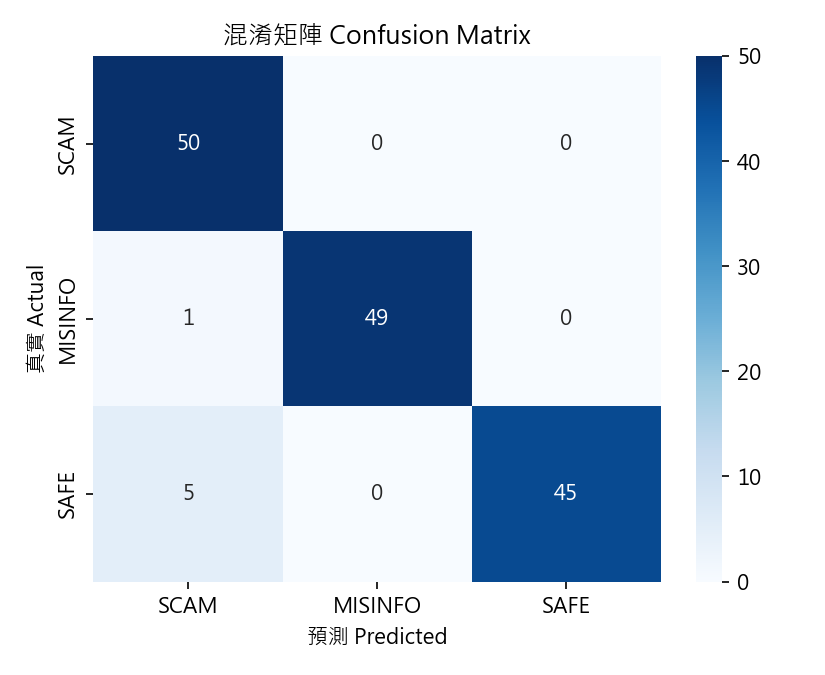 混淆矩陣 Confusion Matrix
真實 Actual
SCAM
50
0
0
MISINFO
1
49
0
SAFE
5
0
45
SCAM
MISINFO
SAFE
預測 Predicted
50
40
30
20
10
0